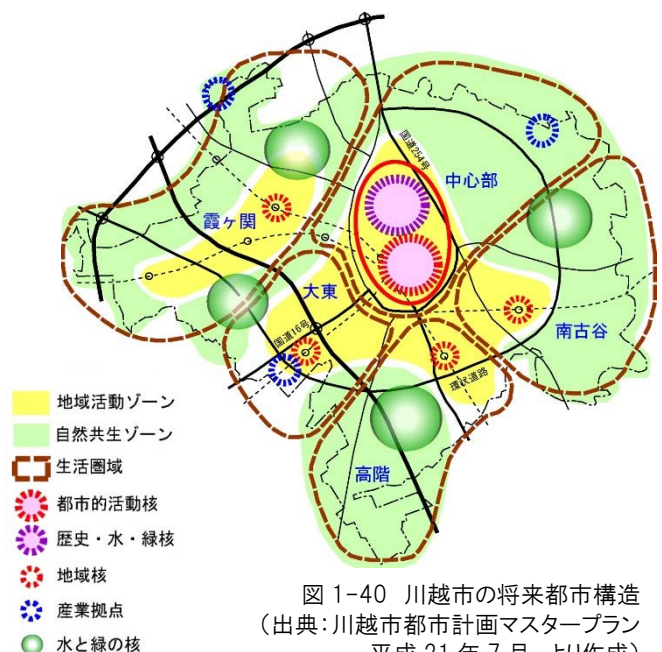 国道254号
中心部
霞ヶ関
大東
国道16号
南古谷
環状道路
高階
地域活動ゾーン
自然共生ゾーン
生活圏域
都市的活動核
歴史・水・緑核
地域核
産業拠点
水と緑の核
図 1-40 川越市の将来都市構造
(出典:川越市都市計画マスタープラン
平成 21 年 7 月 より作成)